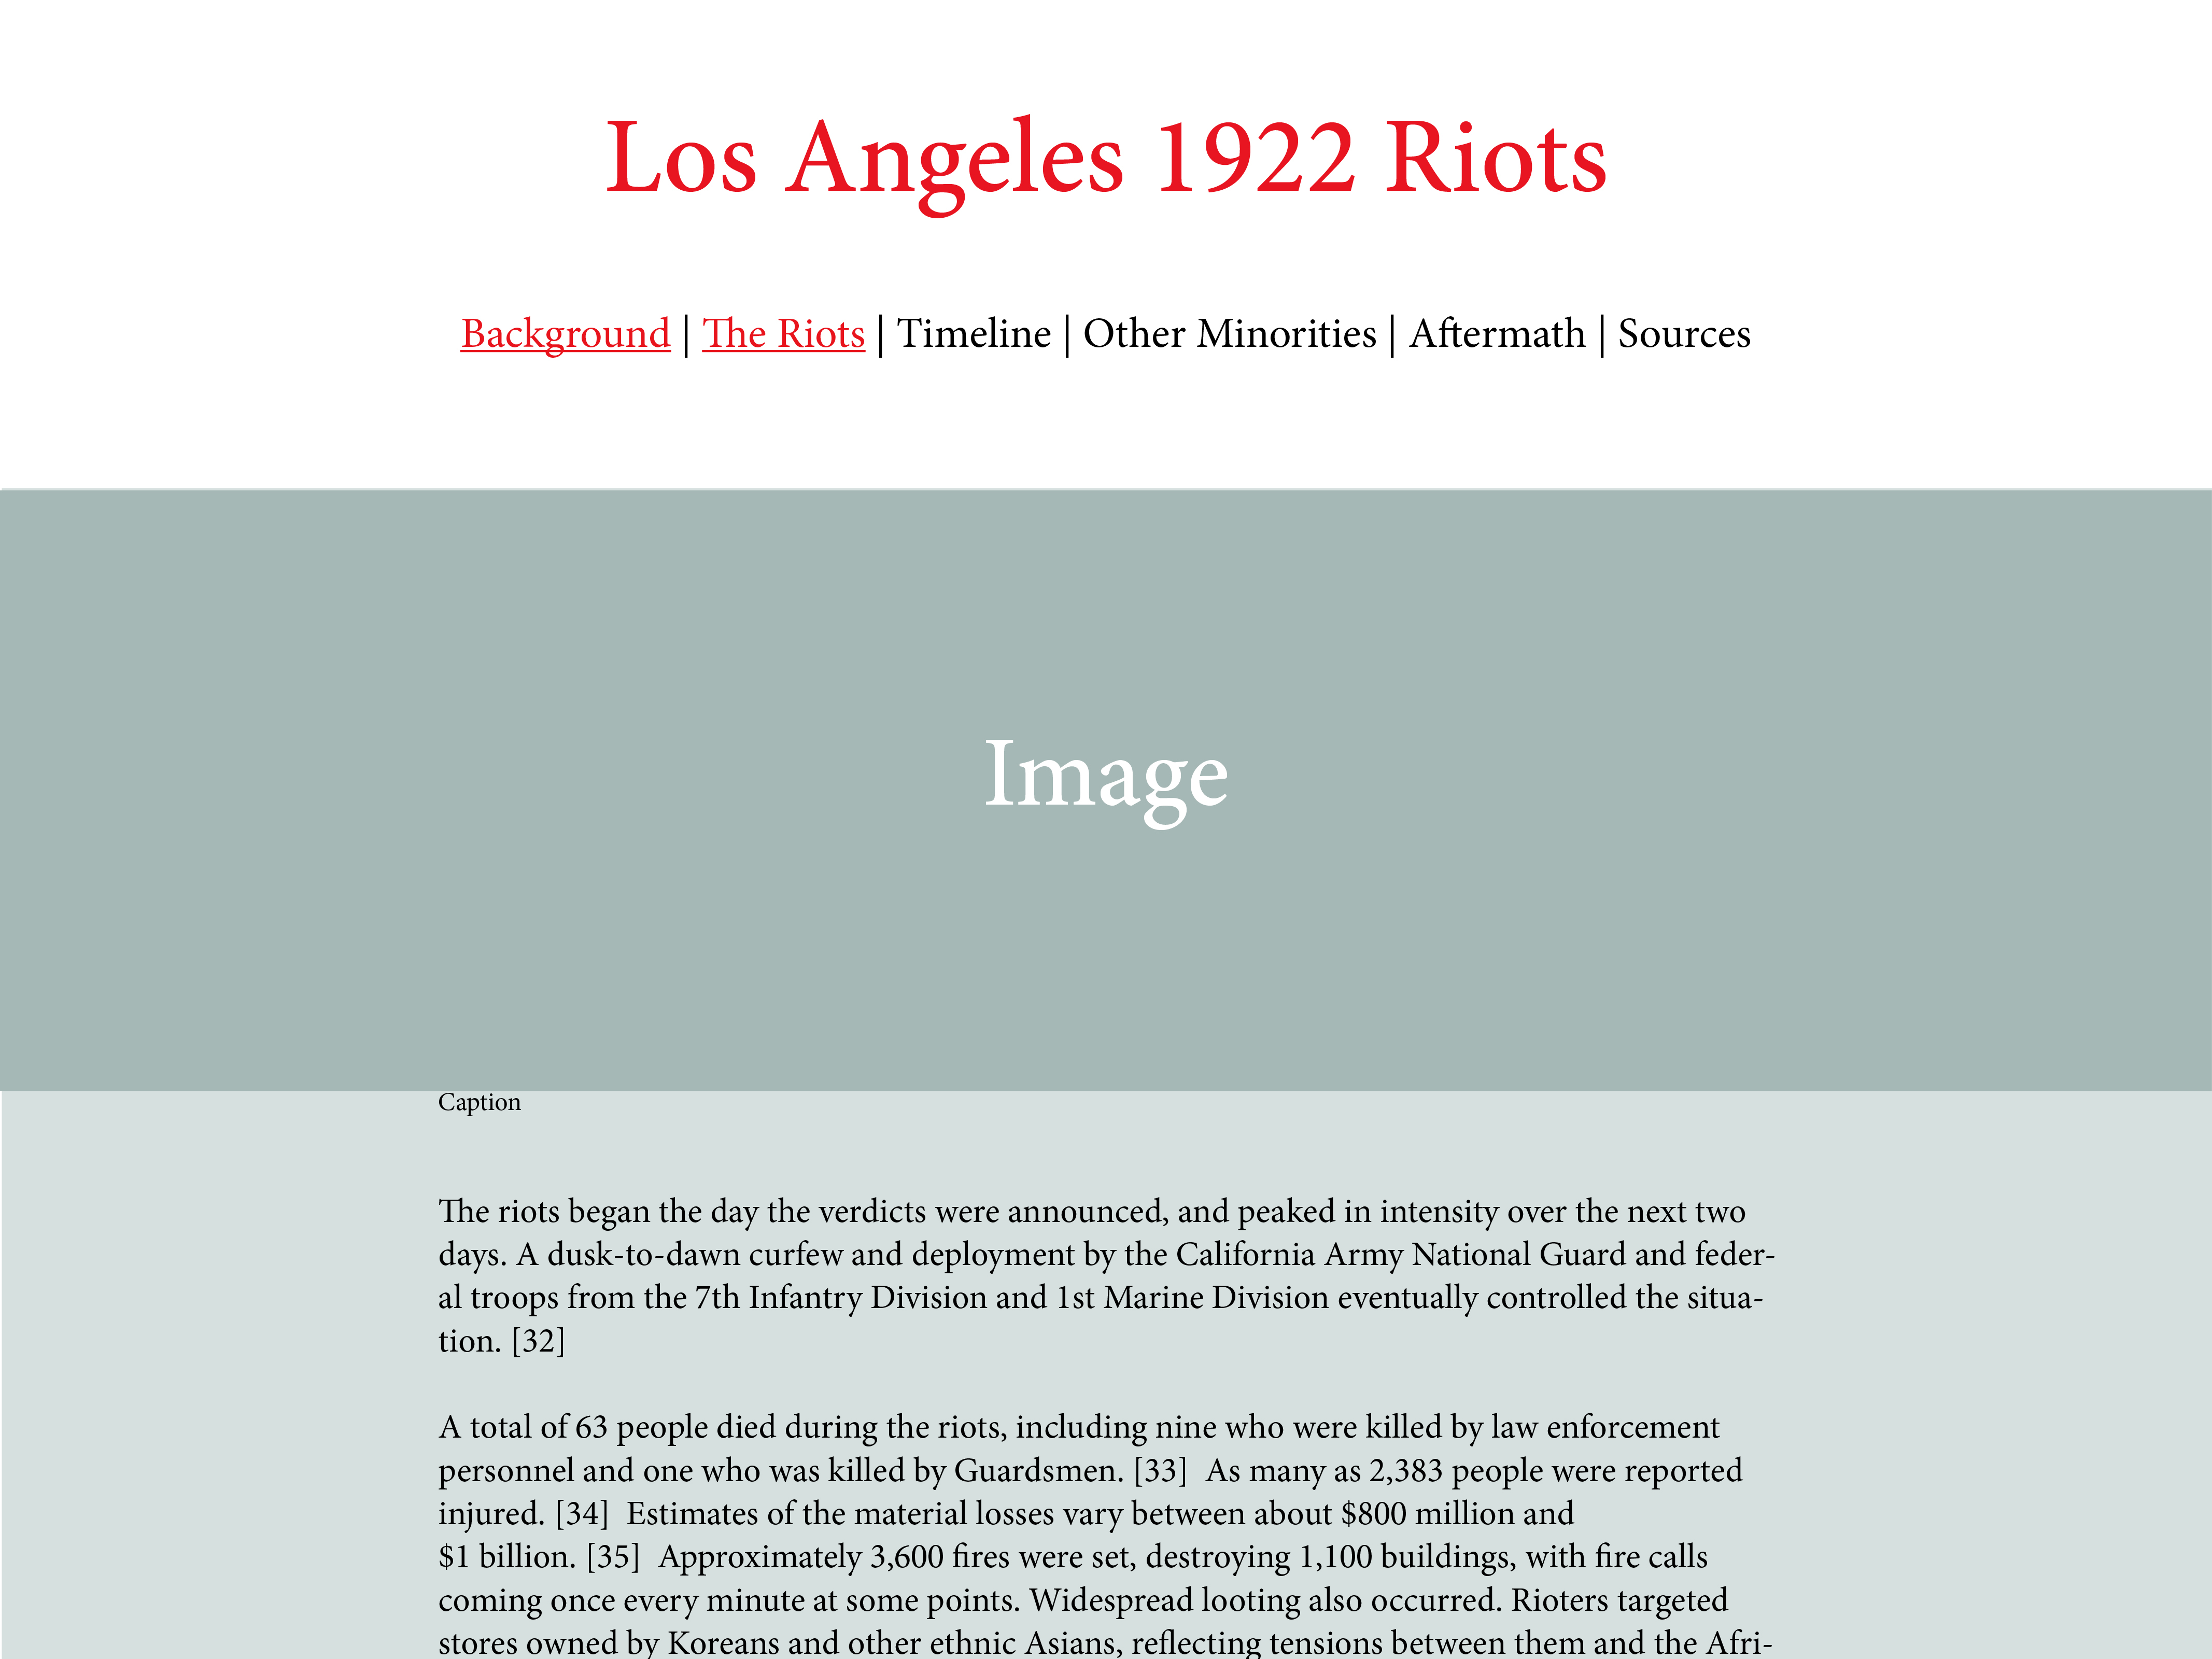 Los Angeles 1922 Riots
Background | The Riots | Timeline | Other Minorities | Aftermath | Sources
Image
Caption
The riots began the day the verdicts were announced, and peaked in intensity over the next two
days. A dusk-to-dawn curfew and deployment by the California Army National Guard and feder-
al troops from the 7th Infantry Division and 1st Marine Division eventually controlled the situa-
tion. [32]
A total of 63 people died during the riots, including nine who were killed by law enforcement
personnel and one who was killed by Guardsmen. [33]  As many as 2,383 people were reported
injured. [34]  Estimates of the material losses vary between about $800 million and
$1 billion. [35]  Approximately 3,600 fires were set, destroying 1,100 buildings, with fire calls
coming once every minute at some points. Widespread looting also occurred. Rioters targeted
stores owned by Koreans and other ethnic Asians, reflecting tensions between them and the Afri-